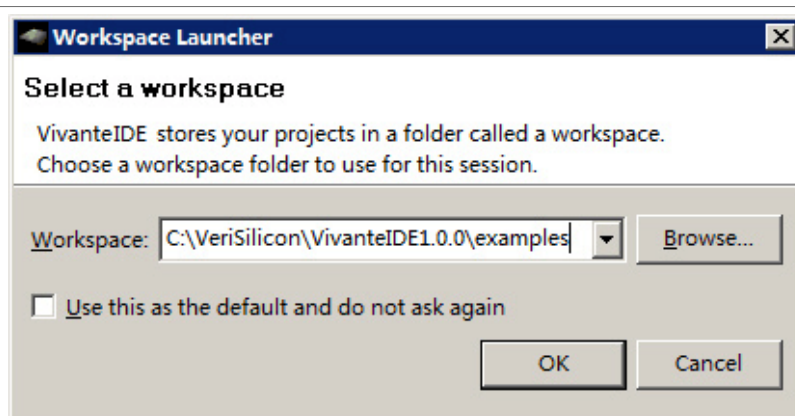 Workspace Launcher
Select a workspace
VivanteIDE stores your projects in a folder called a workspace.
Choose a workspace folder to use for this session.
Workspace: C:\VeriSilicon\VivanteIDE1.0.0\examples Browse...
Use this as the default and do not ask again
OK Cancel